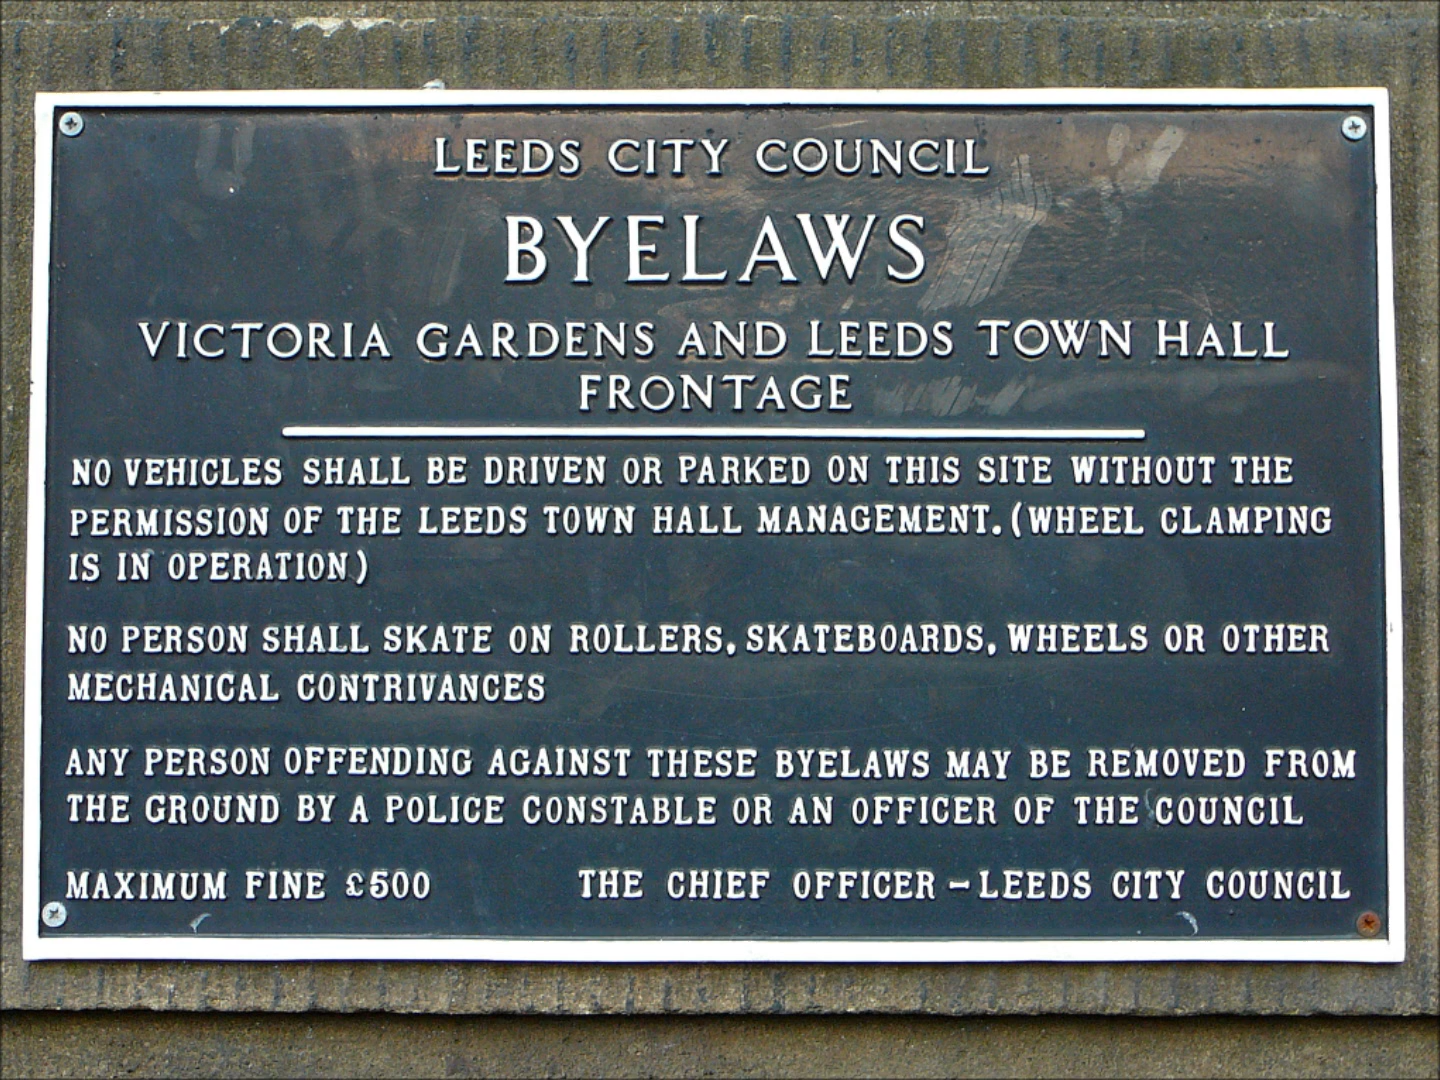 LEEDS CITY COUNCIL
BYELAWS
VICTORIA GARDENS AND LEEDS TOWN HALL
FRONTAGE
NO VEHICLES SHALL BE DRIVEN OR PARKED ON THIS SITE WITHOUT THE
PERMISSION OF THE LEEDS TOWN HALL MANAGEMENT. (WHEEL CLAMPING
IS IN OPERATION)
NO PERSON SHALL SKATE ON ROLLERS, SKATEBOARDS, WHEELS OR OTHER
MECHANICAL CONTRIVANCES
ANY PERSON OFFENDING AGAINST THESE BYELAWS MAY BE REMOVED FROM
THE GROUND BY A POLICE CONSTABLE OR AN OFFICER OF THE COUNCIL
MAXIMUM FINE £500 THE CHIEF OFFICER - LEEDS CITY COUNCIL